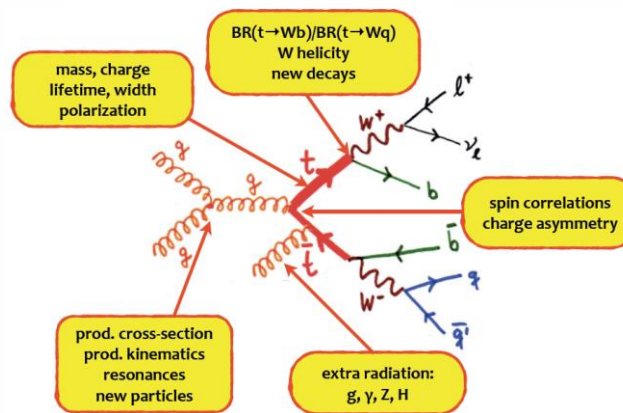 BR(t→Wb)/BR(t→Wq)
W helicity
new decays
mass, charge
lifetime, width
polarization
l⁺
W⁺
νₗ
g
g
t
b
spin correlations
charge asymmetry
g
t̄
b̄
W⁻
q
q̄'
prod. cross-section
prod. kinematics
resonances
new particles
extra radiation:
g, γ, Z, H